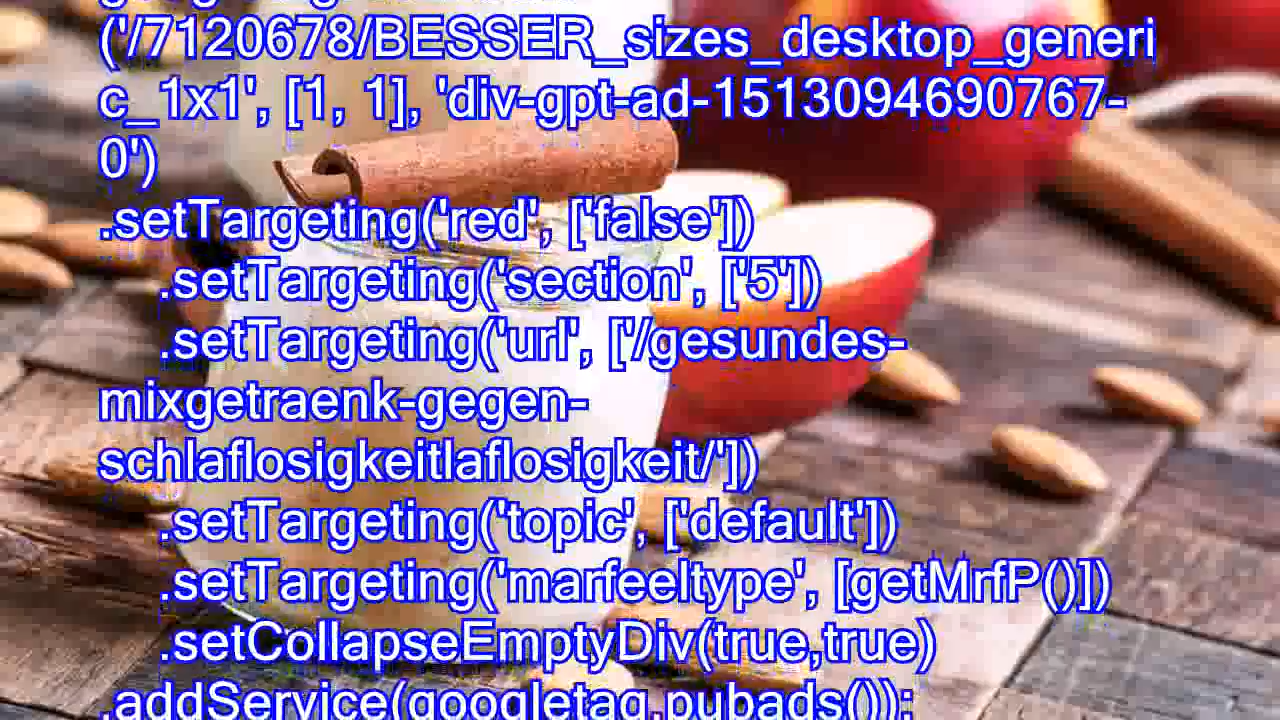 ('/7120678/BESSER_sizes_desktop_generi
c_1x1', [1, 1], 'div-gpt-ad-1513094690767-
0')
.setTargeting('red', ['false'])
.setTargeting('section', ['5'])
.setTargeting('url', ['/gesundes-
mixgetraenk-gegen-
schlaflosigkeitlaflosigkeit/'])
.setTargeting('topic', ['default'])
.setTargeting('marfeeltype', [getMrfP()])
.setCollapseEmptyDiv(true,true)
.addService(googletag.pubads());